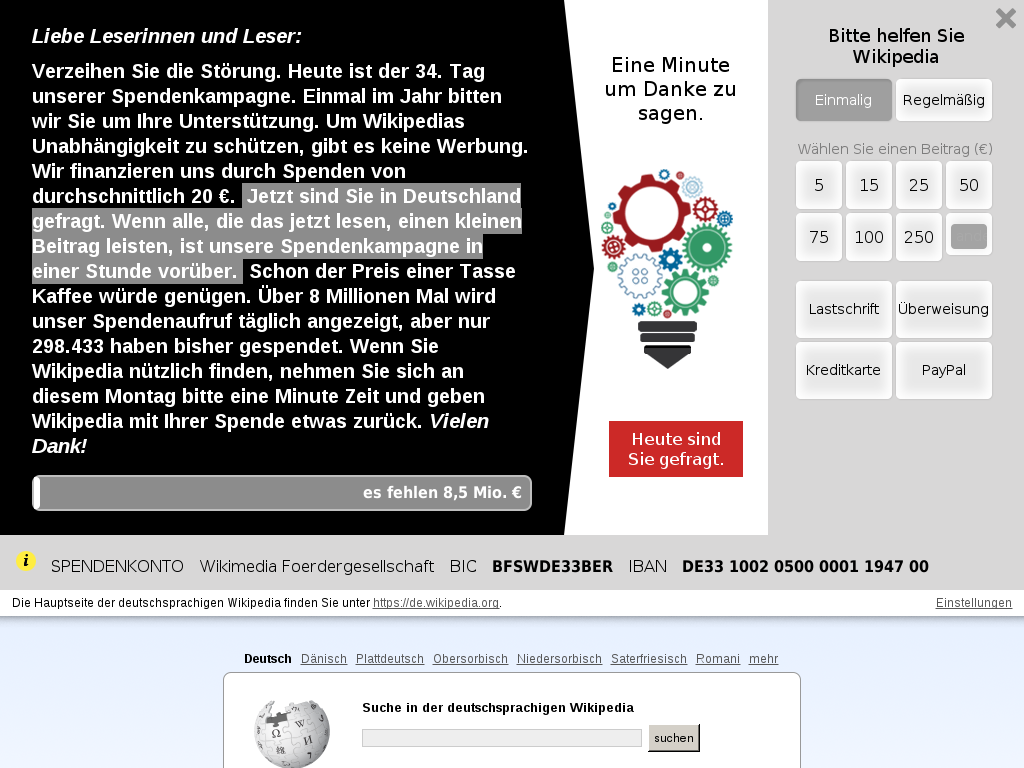 Liebe Leserinnen und Leser:
Verzeihen Sie die Störung. Heute ist der 34. Tag
unserer Spendenkampagne. Einmal im Jahr bitten
wir Sie um Ihre Unterstützung. Um Wikipedias
Unabhängigkeit zu schützen, gibt es keine Werbung.
Wir finanzieren uns durch Spenden von
durchschnittlich 20 €. Jetzt sind Sie in Deutschland
gefragt. Wenn alle, die das jetzt lesen, einen kleinen
Beitrag leisten, ist unsere Spendenkampagne in
einer Stunde vorüber. Schon der Preis einer Tasse
Kaffee würde genügen. Über 8 Millionen Mal wird
unser Spendenaufruf täglich angezeigt, aber nur
298.433 haben bisher gespendet. Wenn Sie
Wikipedia nützlich finden, nehmen Sie sich an
diesem Montag bitte eine Minute Zeit und geben
Wikipedia mit Ihrer Spende etwas zurück. Vielen
Dank!
es fehlen 8,5 Mio. €
Eine Minute
um Danke zu
sagen.
Heute sind
Sie gefragt.
Bitte helfen Sie
Wikipedia
Einmalig Regelmäßig
Wählen Sie einen Beitrag (€)
5 15 25 50
75 100 250
Lastschrift Überweisung
Kreditkarte PayPal
i SPENDENKONTO Wikimedia Foerdergesellschaft BIC BFSWDE33BER IBAN DE33 1002 0500 0001 1947 00
Die Hauptseite der deutschsprachigen Wikipedia finden Sie unter https://de.wikipedia.org. Einstellungen
Deutsch Dänisch Plattdeutsch Obersorbisch Niedersorbisch Saterfriesisch Romani mehr
Suche in der deutschsprachigen Wikipedia
suchen
Ω W И 7